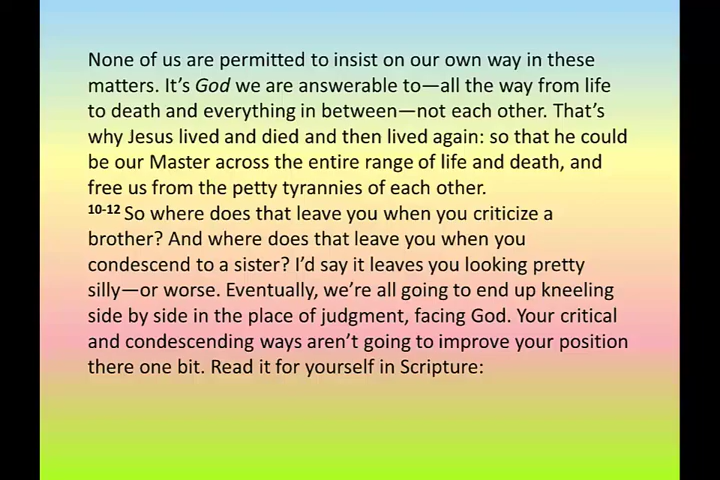 None of us are permitted to insist on our own way in these
matters. It’s God we are answerable to—all the way from life
to death and everything in between—not each other. That’s
why Jesus lived and died and then lived again: so that he could
be our Master across the entire range of life and death, and
free us from the petty tyrannies of each other.
10-12 So where does that leave you when you criticize a
brother? And where does that leave you when you
condescend to a sister? I’d say it leaves you looking pretty
silly—or worse. Eventually, we’re all going to end up kneeling
side by side in the place of judgment, facing God. Your critical
and condescending ways aren’t going to improve your position
there one bit. Read it for yourself in Scripture: